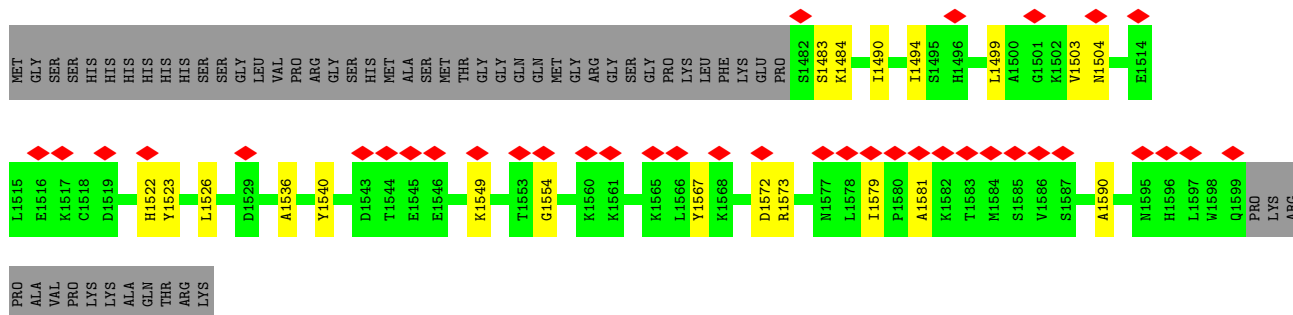 MET GLY SER SER HIS HIS HIS HIS HIS HIS SER SER GLY LEU VAL PRO ARG GLY SER HIS MET ALA SER MET THR GLY GLY GLN GLN MET GLY ARG GLY SER GLY PRO LYS LEU PHE LYS GLU PRO S1482 S1483 K1484 I1490 I1494 S1495 H1496 L1499 A1500 G1501 K1502 V1503 N1504 E1514
L1515 E1516 K1517 C1518 D1519 H1522 Y1523 L1526 D1529 A1536 Y1540 D1543 T1544 E1545 E1546 K1549 T1553 G1554 K1560 K1561 K1565 L1566 Y1567 K1568 D1572 R1573 N1577 L1578 I1579 P1580 A1581 K1582 T1583 M1584 S1585 V1586 S1587 A1590 N1595 H1596 L1597 W1598 Q1599 PRO LYS ARG
PRO ALA VAL PRO LYS LYS ALA GLN THR ARG LYS